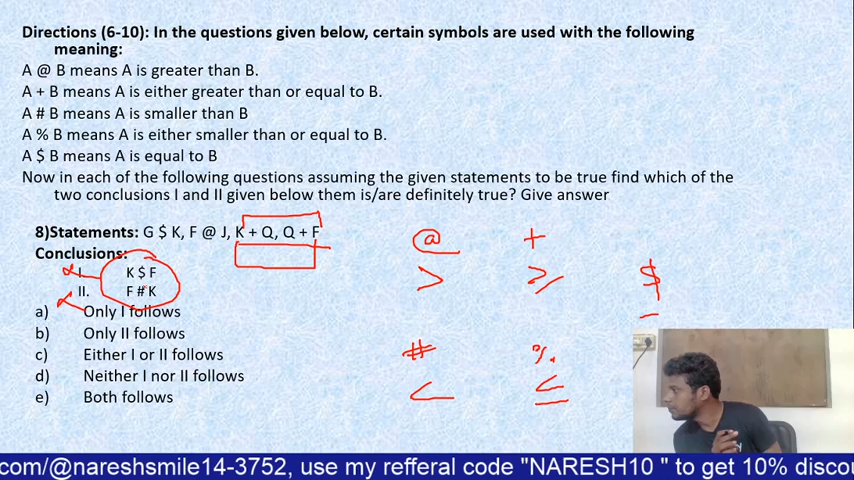 Directions (6-10): In the questions given below, certain symbols are used with the following
meaning:
A @ B means A is greater than B.
A + B means A is either greater than or equal to B.
A # B means A is smaller than B
A % B means A is either smaller than or equal to B.
A $ B means A is equal to B
Now in each of the following questions assuming the given statements to be true find which of the
two conclusions I and II given below them is/are definitely true? Give answer
8)Statements: G $ K, F @ J, K + Q, Q + F
Conclusions:
I. K $ F
II. F # K
a) Only I follows
b) Only II follows
c) Either I or II follows
d) Neither I nor II follows
e) Both follows
@ + $
> ≥ =
# %
< ≤
com/@nareshsmile14-3752, use my refferal code "NARESH10 " to get 10% disco